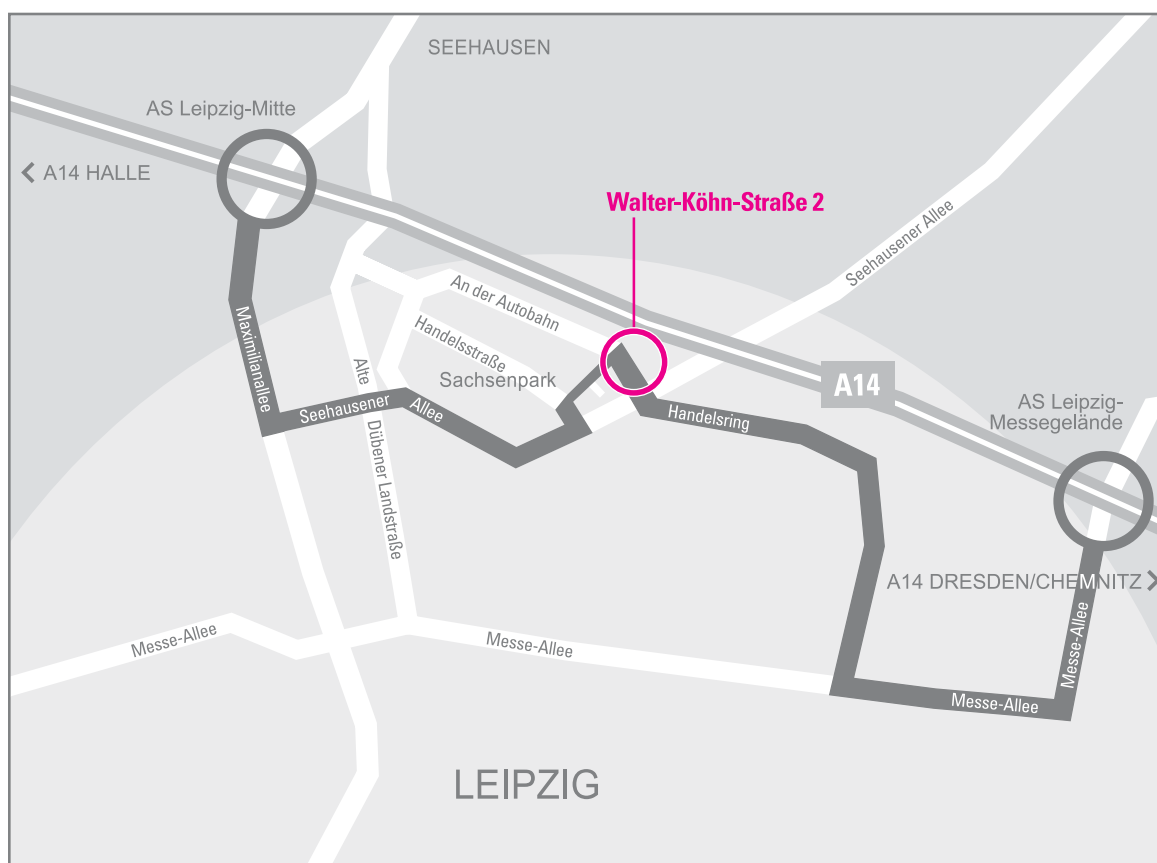 SEEHAUSEN
AS Leipzig-Mitte
A14 HALLE
Walter-Köhn-Straße 2
Seehausener Allee
An der Autobahn
Maximilianallee
Handelsstraße
Alte Dübener Landstraße
Sachsenpark
A14
AS Leipzig-
Messegelände
Seehausener Allee
Handelsring
A14 DRESDEN/CHEMNITZ
Messe-Allee
Messe-Allee
Messe-Allee
Messe-Allee
LEIPZIG